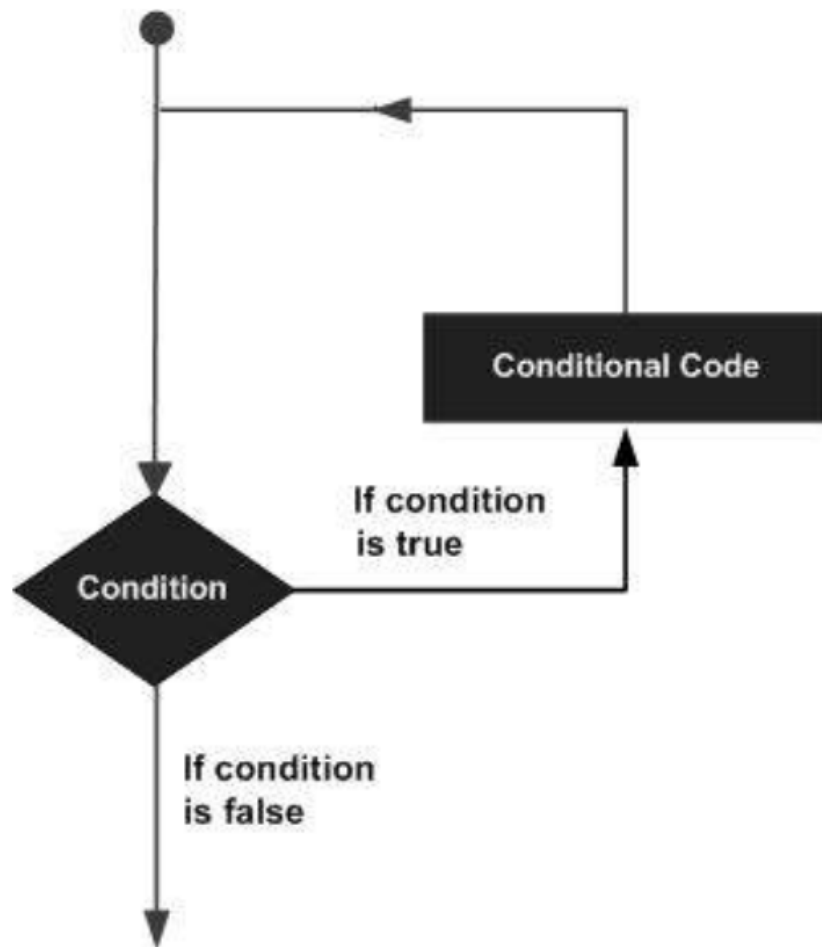 Conditional Code
If condition
is true
Condition
If condition
is false